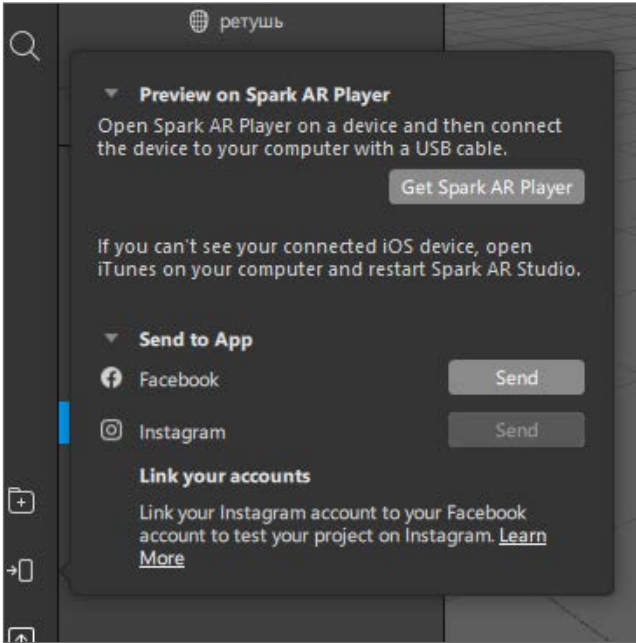 ретушь
Preview on Spark AR Player
Open Spark AR Player on a device and then connect
the device to your computer with a USB cable.
Get Spark AR Player
If you can't see your connected iOS device, open
iTunes on your computer and restart Spark AR Studio.
Send to App
Facebook
Send
Instagram
Send
Link your accounts
Link your Instagram account to your Facebook
account to test your project on Instagram. Learn
More